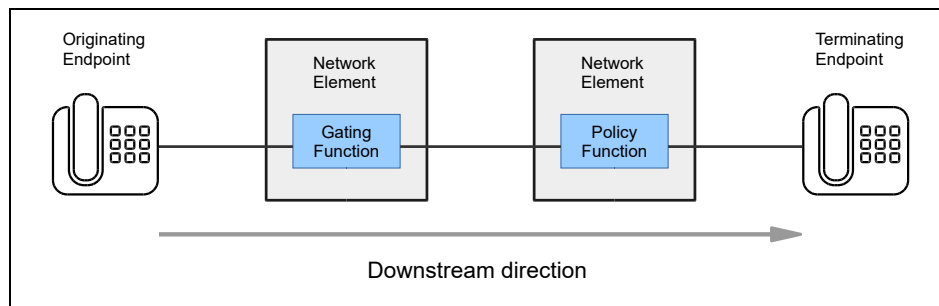 Originating
Endpoint
Network
Element
Gating
Function
Network
Element
Policy
Function
Terminating
Endpoint
Downstream direction